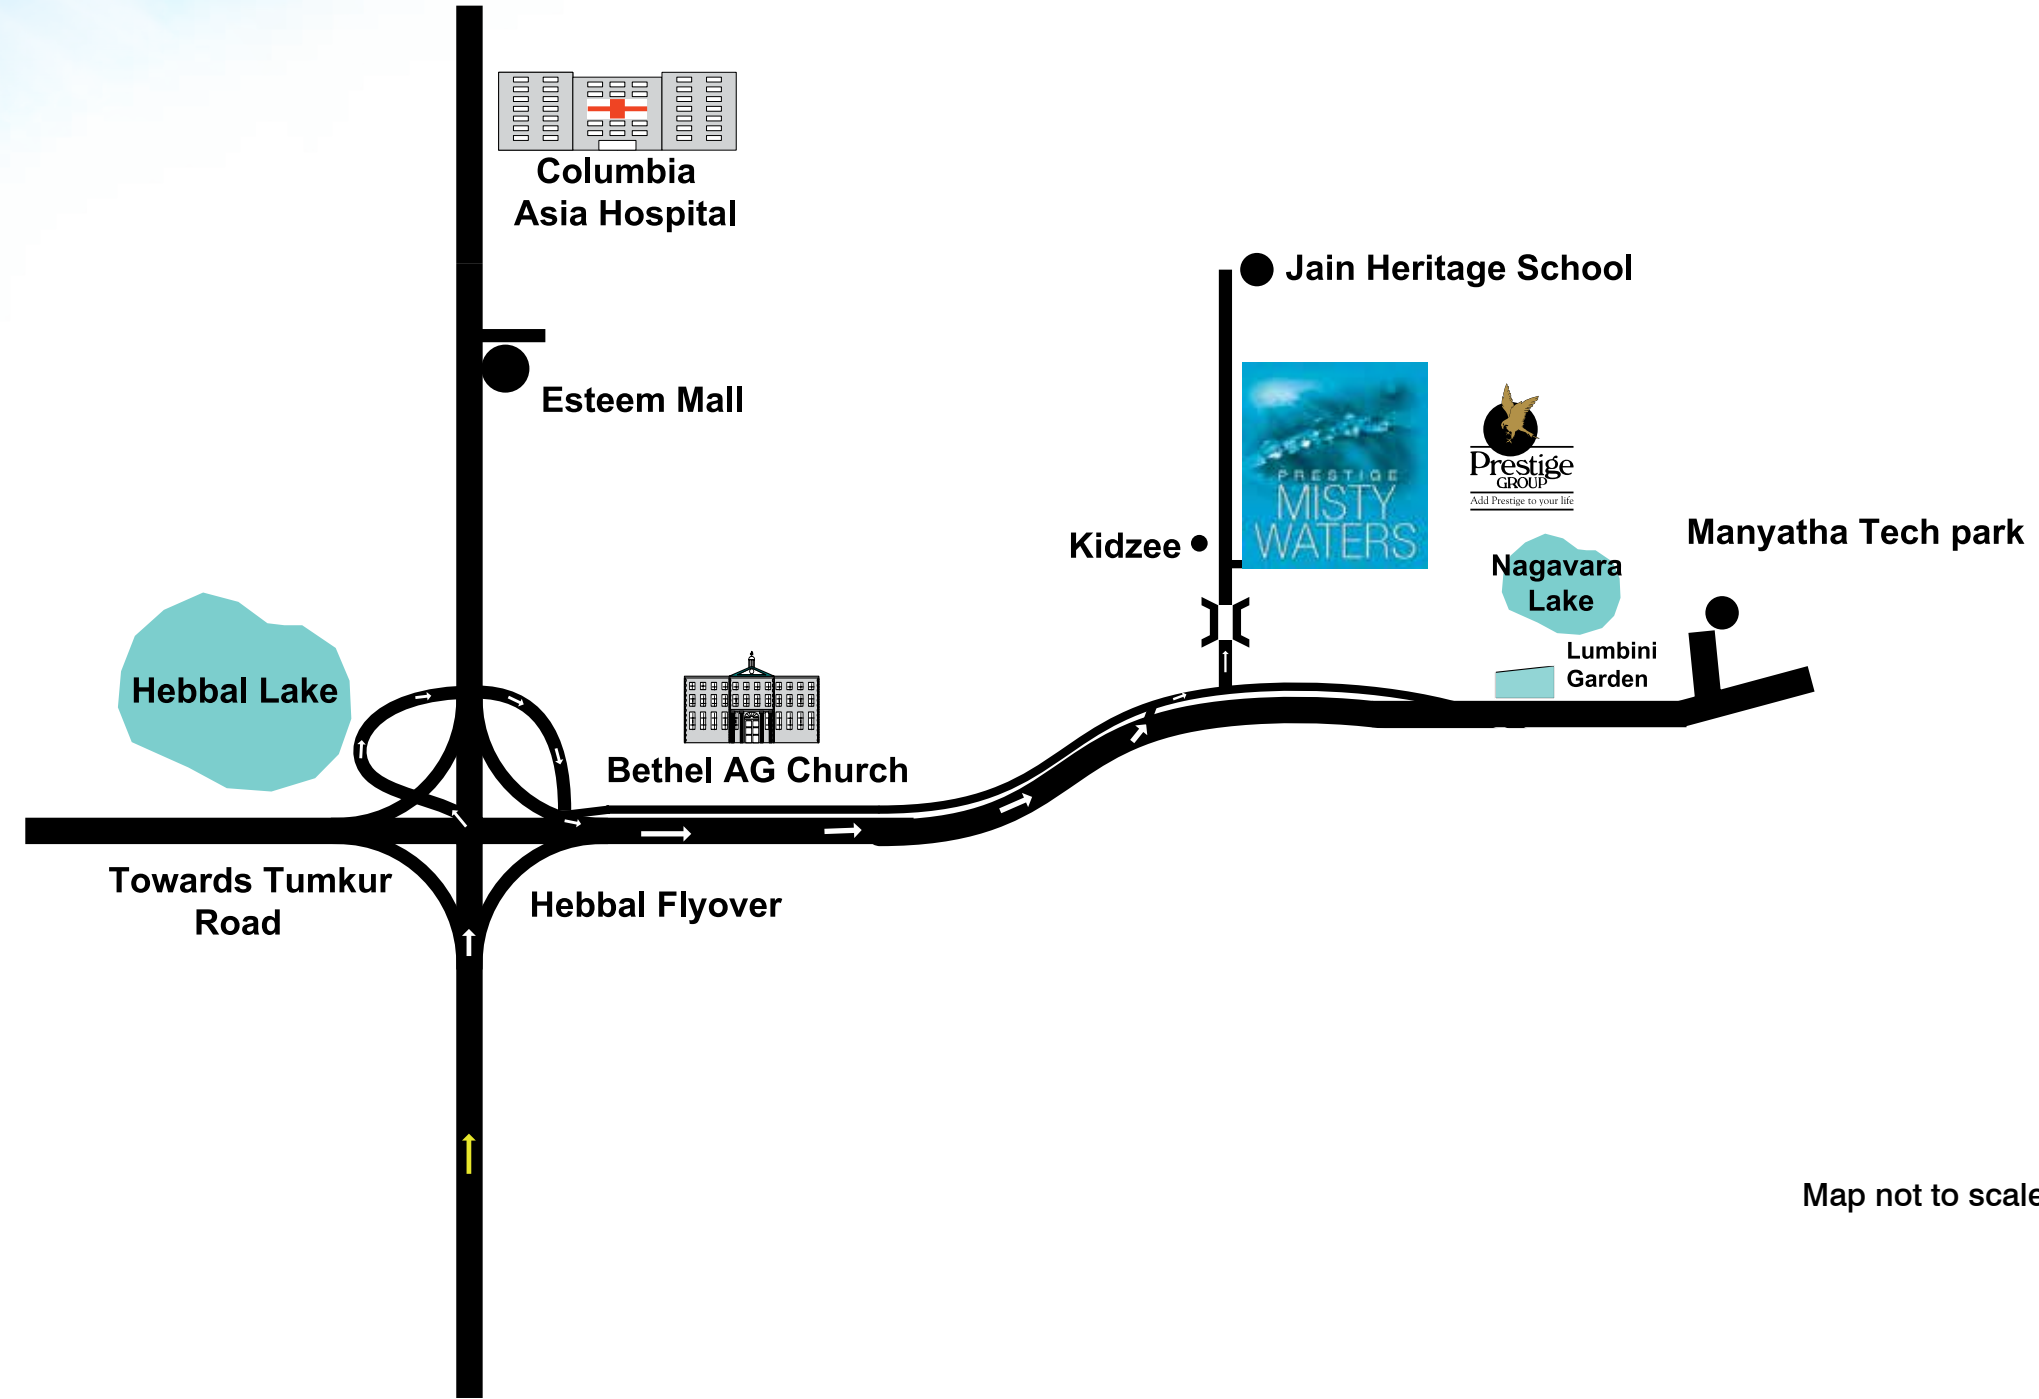 Columbia
Asia Hospital
Jain Heritage School
Esteem Mall
PRESTIGE
MISTY
WATERS
Prestige
GROUP
Add Prestige to your life
Kidzee
Manyatha Tech park
Nagavara
Lake
Lumbini
Garden
Hebbal Lake
Bethel AG Church
Towards Tumkur
Road
Hebbal Flyover
Map not to scale